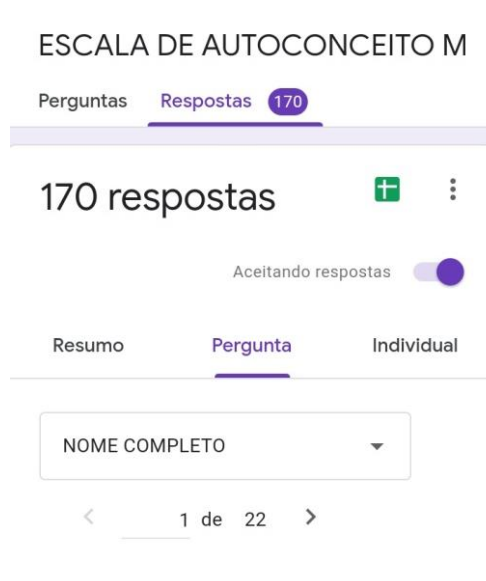 ESCALA DE AUTOCONCEITO M
Perguntas Respostas 170
170 respostas
Aceitando respostas
Resumo Pergunta Individual
NOME COMPLETO
1 de 22